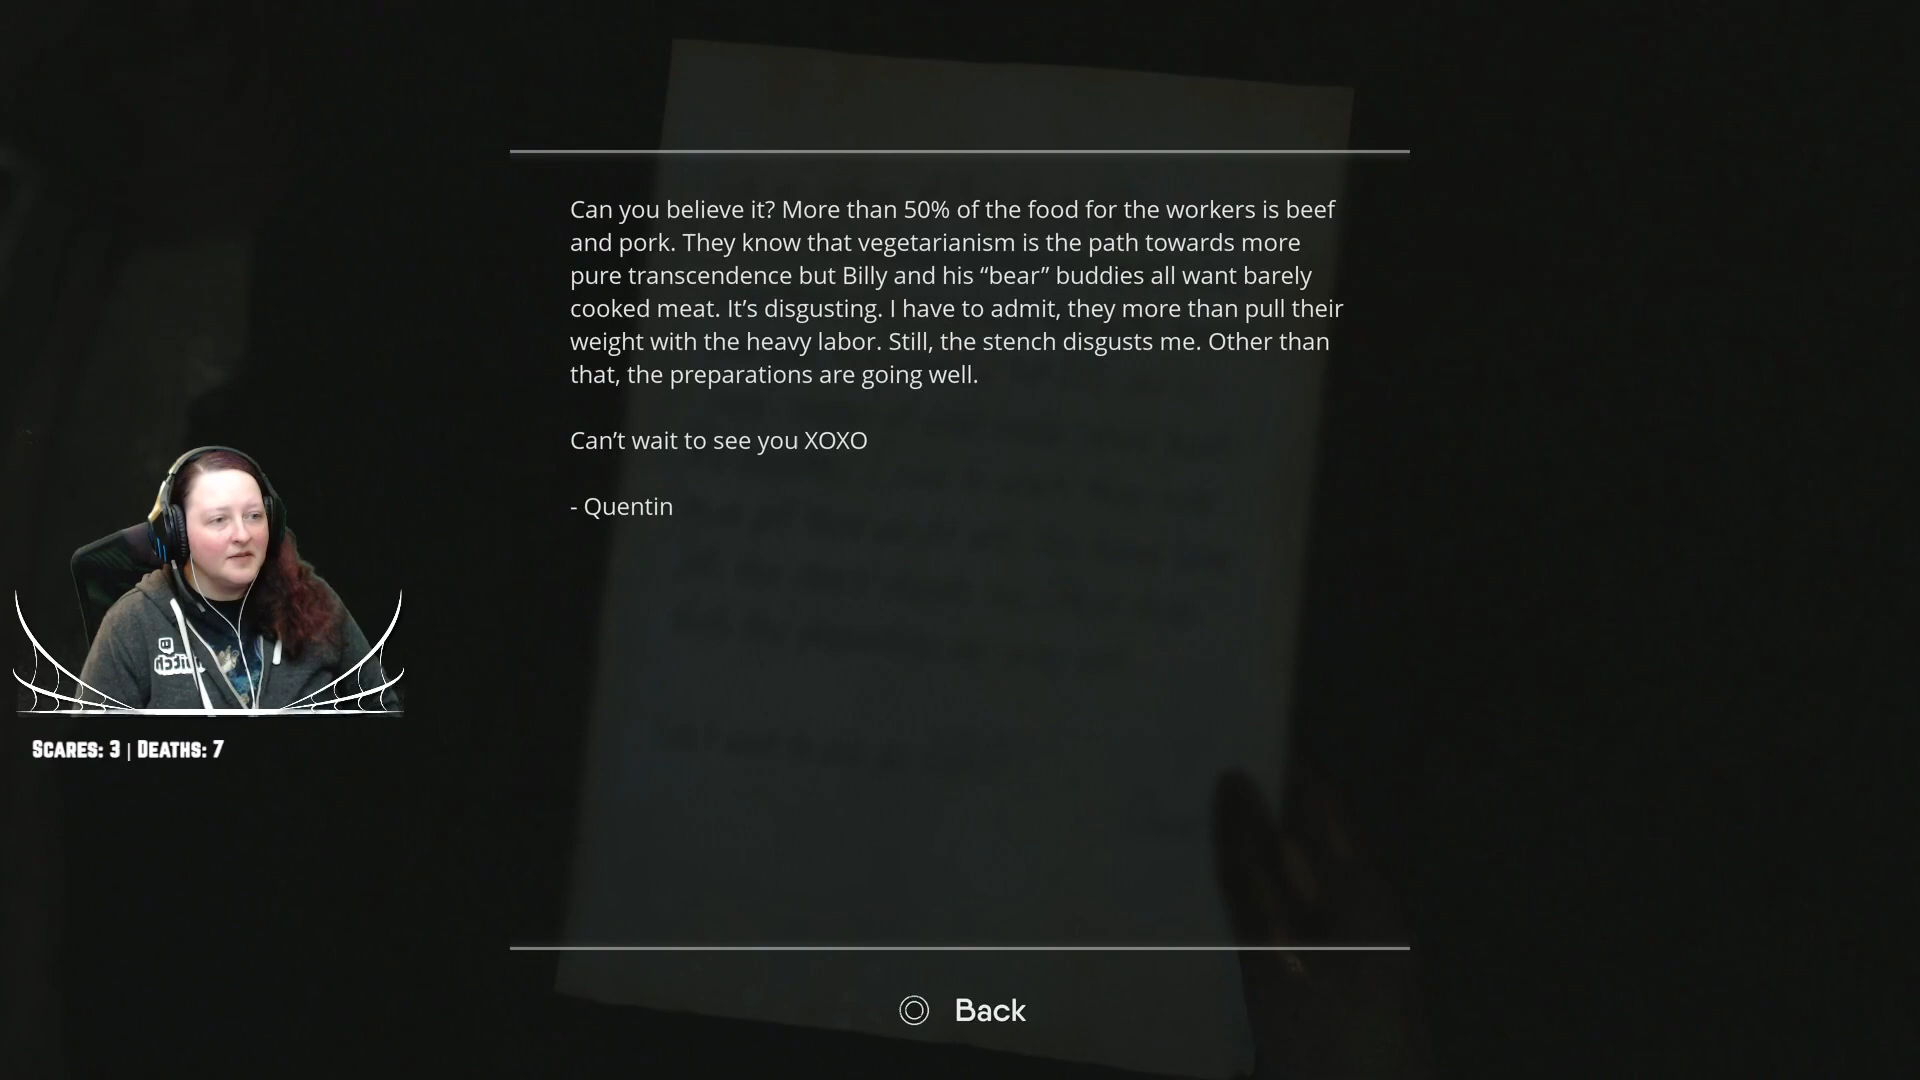 Can you believe it? More than 50% of the food for the workers is beef
and pork. They know that vegetarianism is the path towards more
pure transcendence but Billy and his “bear” buddies all want barely
cooked meat. It’s disgusting. I have to admit, they more than pull their
weight with the heavy labor. Still, the stench disgusts me. Other than
that, the preparations are going well.
Can’t wait to see you XOXO
- Quentin
Scares: 3 | Deaths: 7
Back